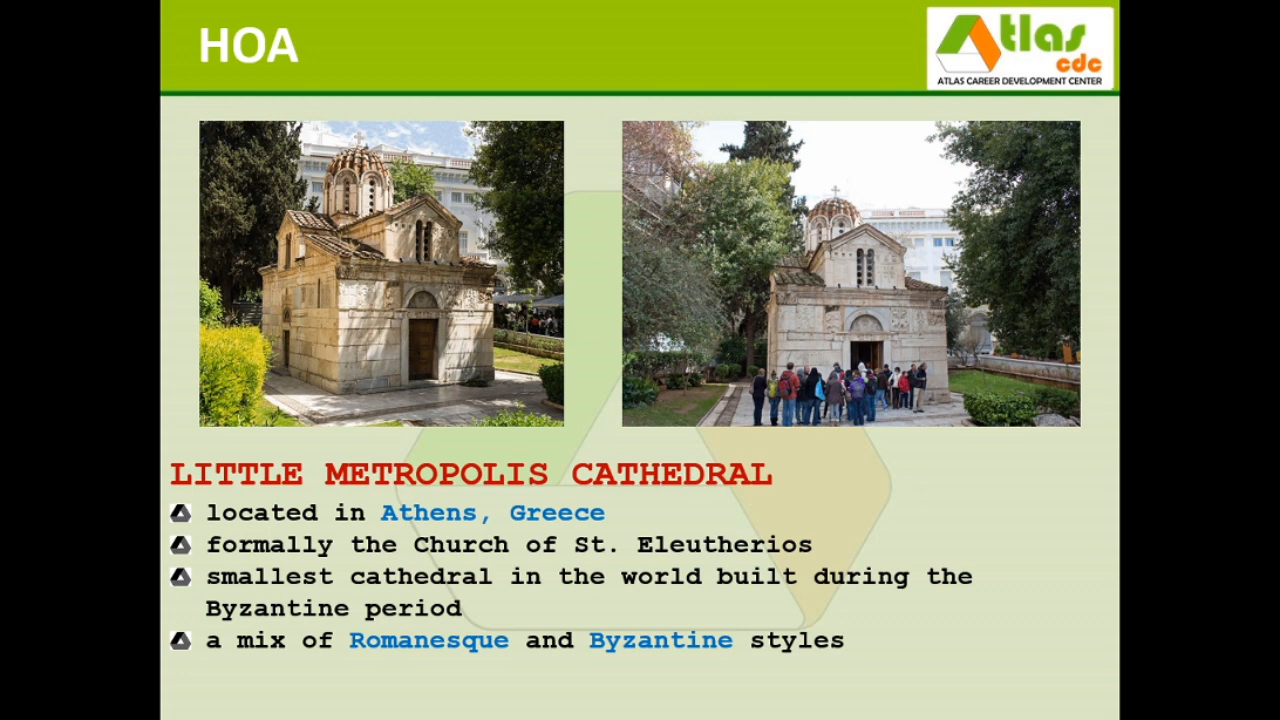 HOA
Atlas
cdc
ATLAS CAREER DEVELOPMENT CENTER
LITTLE METROPOLIS CATHEDRAL
located in Athens, Greece
formally the Church of St. Eleutherios
smallest cathedral in the world built during the
Byzantine period
a mix of Romanesque and Byzantine styles